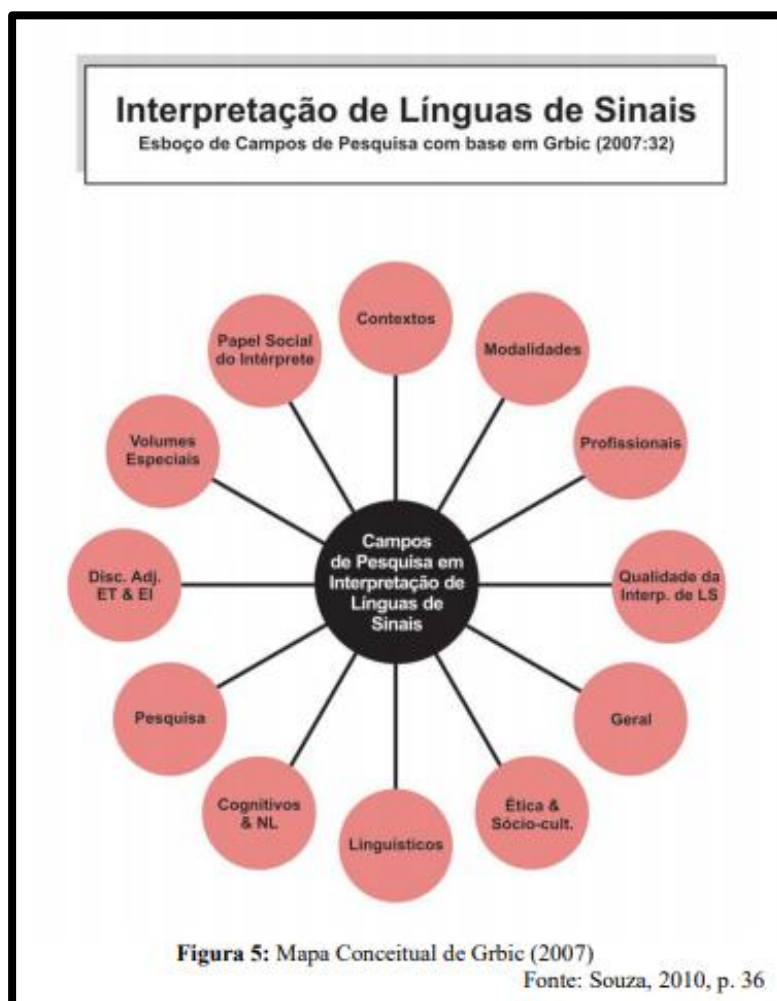 Interpretação de Línguas de Sinais
Esboço de Campos de Pesquisa com base em Grbic (2007:32)
Contextos
Modalidades
Profissionais
Qualidade da
Interp. de LS
Geral
Ética &
Sócio-cult.
Linguísticos
Cognitivos
& NL
Pesquisa
Disc. Adj.
ET & EI
Volumes
Especiais
Papel Social
do Intérprete
Campos
de Pesquisa em
Interpretação de
Línguas de
Sinais
Figura 5: Mapa Conceitual de Grbic (2007)
Fonte: Souza, 2010, p. 36